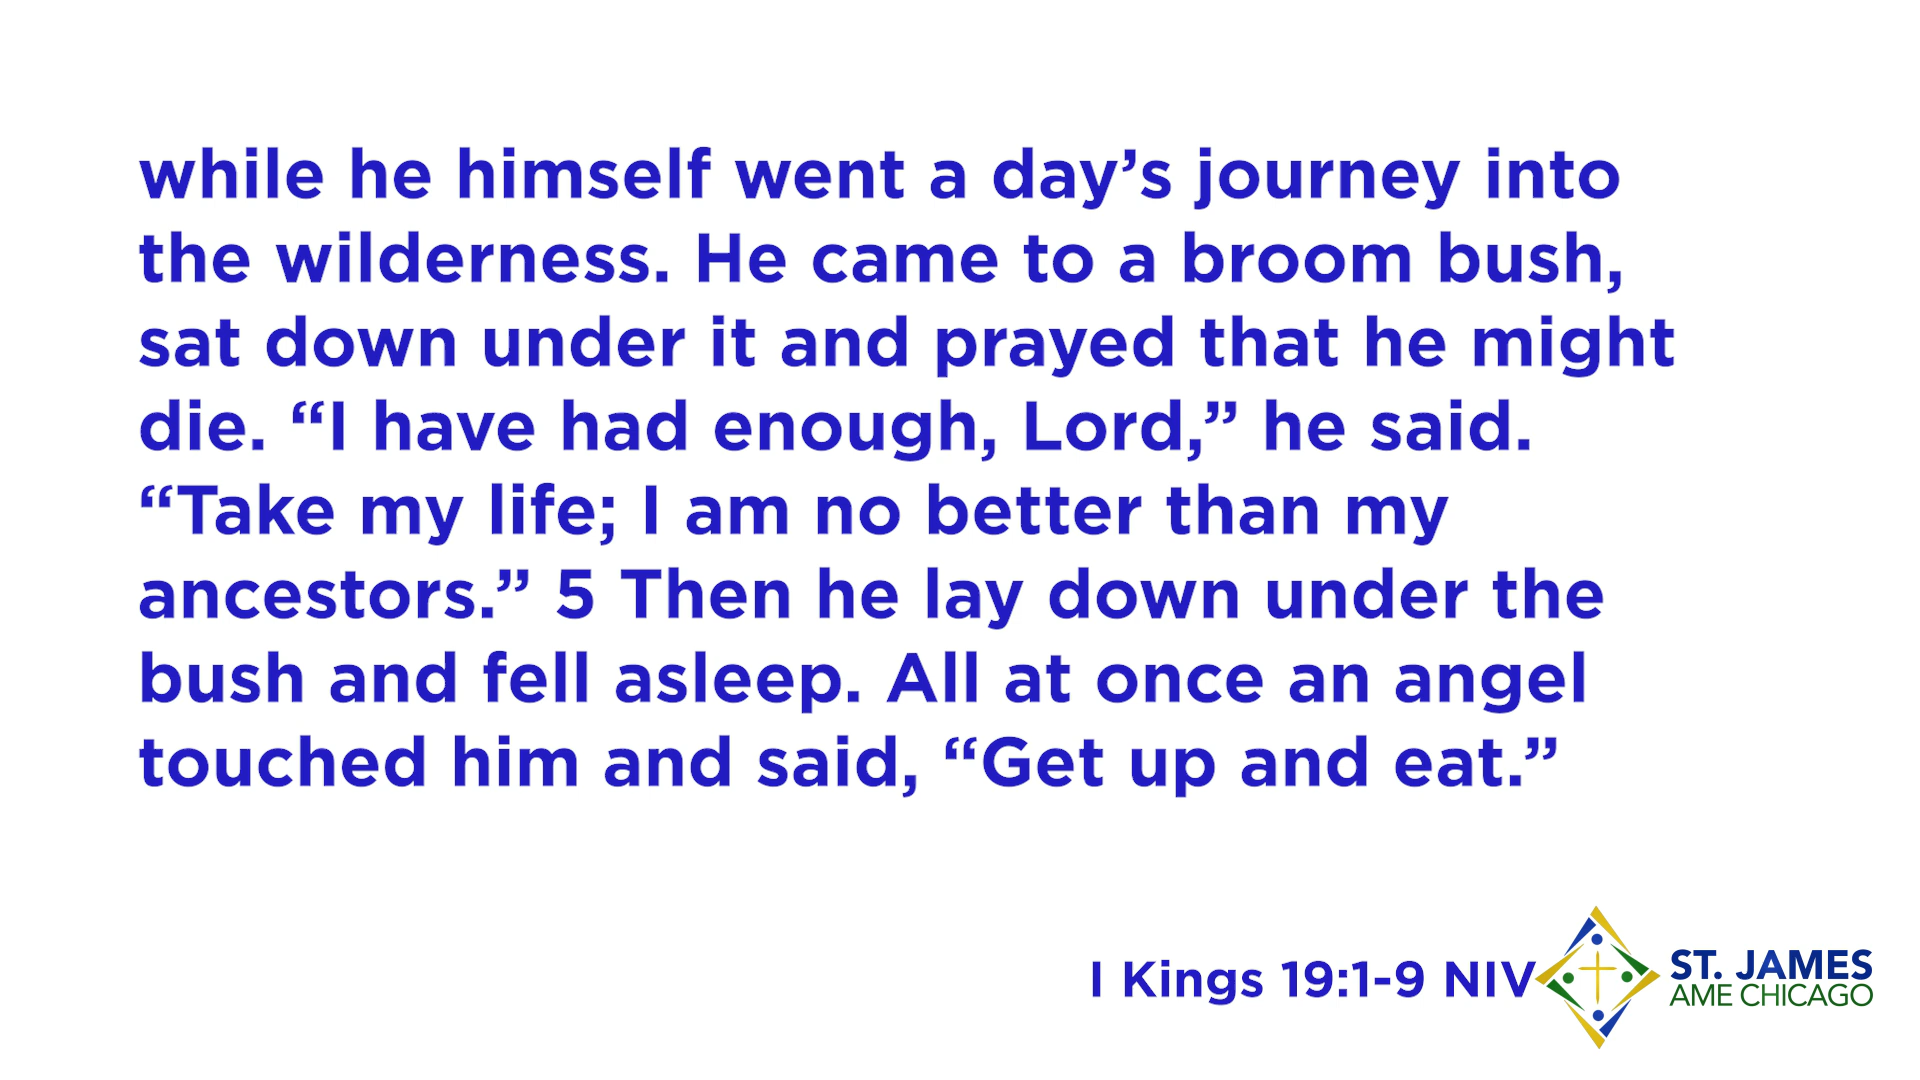 while he himself went a day’s journey into
the wilderness. He came to a broom bush,
sat down under it and prayed that he might
die. “I have had enough, Lord,” he said.
“Take my life; I am no better than my
ancestors.” 5 Then he lay down under the
bush and fell asleep. All at once an angel
touched him and said, “Get up and eat.”
I Kings 19:1-9 NIV
ST. JAMES
AME CHICAGO